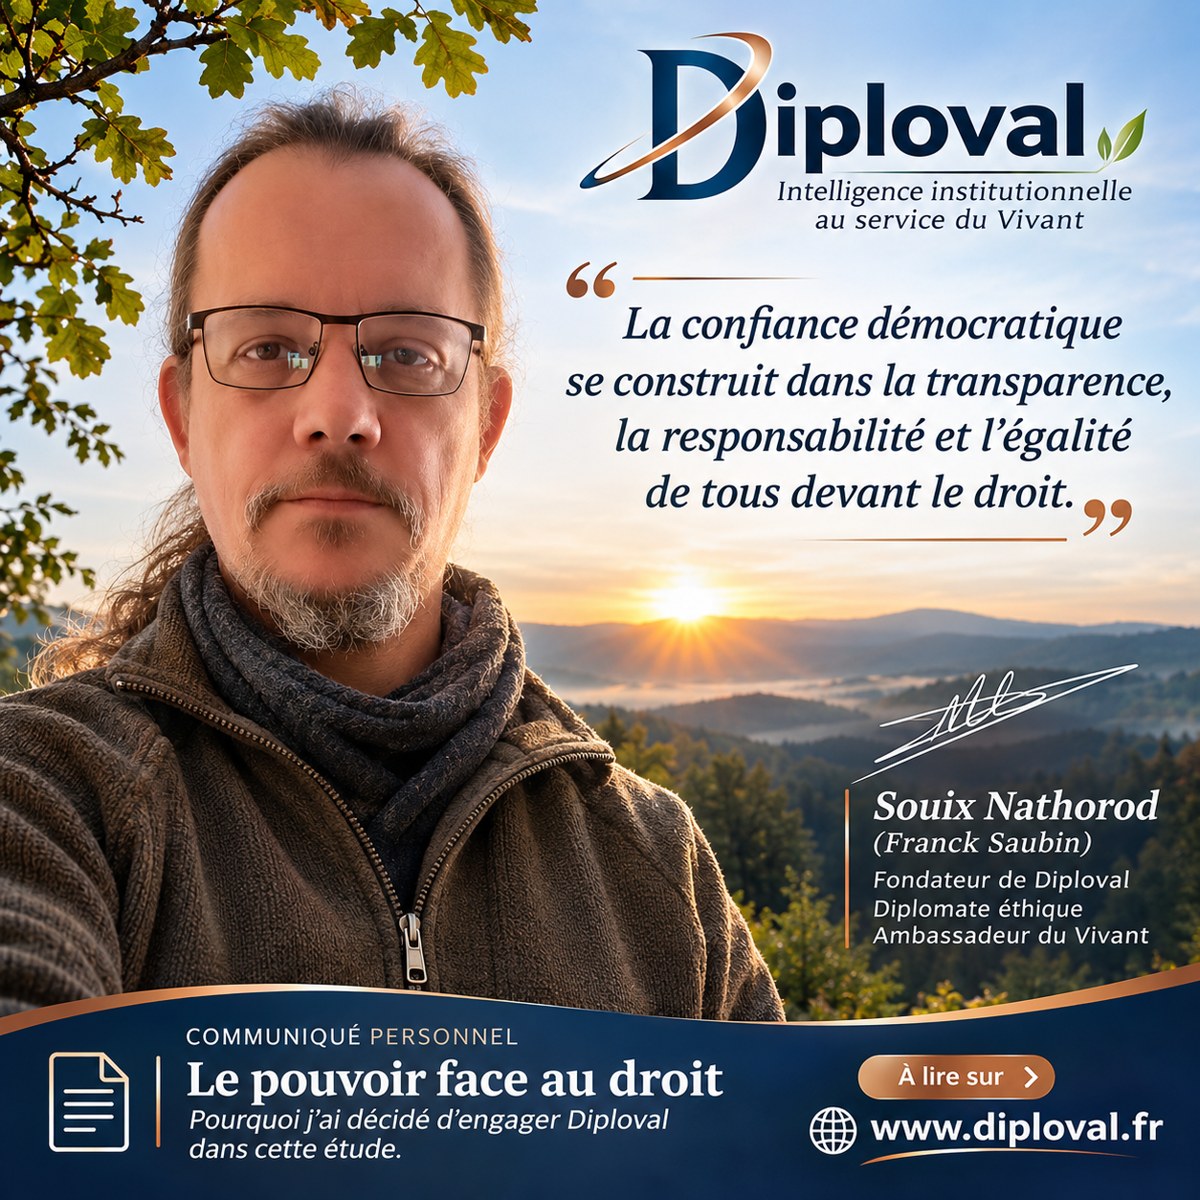 Diploval
Intelligence institutionnelle
au service du Vivant
“
La confiance démocratique
se construit dans la transparence,
la responsabilité et l’égalité
de tous devant le droit.
”
Souix Nathorod
(Franck Saubin)
Fondateur de Diploval
Diplomate éthique
Ambassadeur du Vivant
COMMUNIQUÉ PERSONNEL
Le pouvoir face au droit
Pourquoi j’ai décidé d’engager Diploval
dans cette étude.
À lire sur
www.diploval.fr